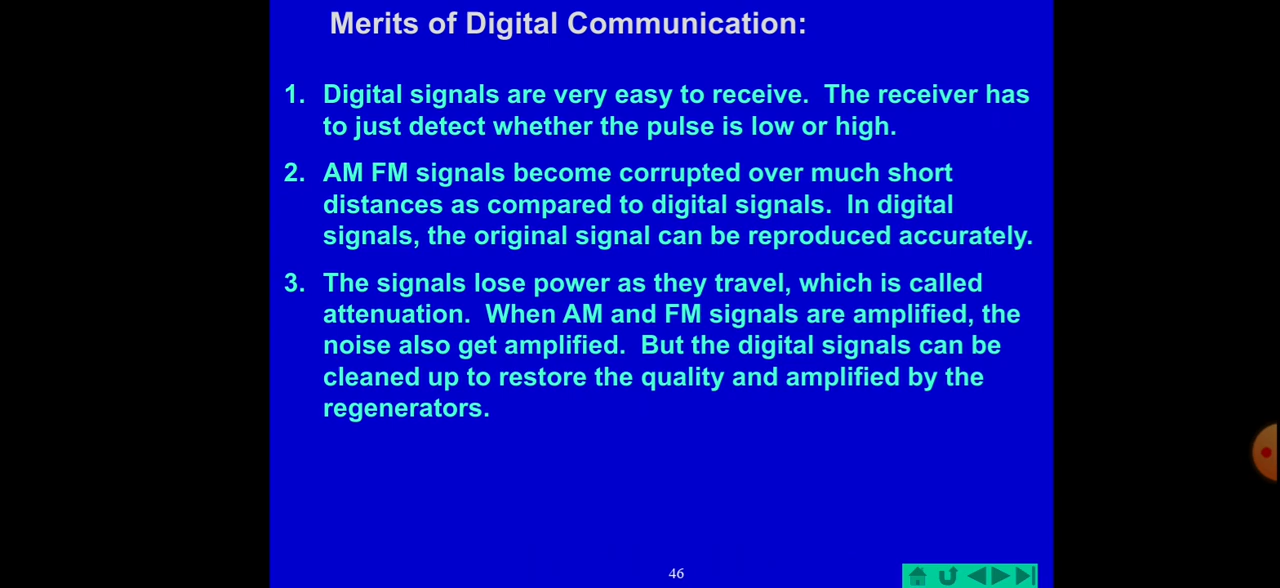 Merits of Digital Communication:
1. Digital signals are very easy to receive. The receiver has
to just detect whether the pulse is low or high.
2. AM FM signals become corrupted over much short
distances as compared to digital signals. In digital
signals, the original signal can be reproduced accurately.
3. The signals lose power as they travel, which is called
attenuation. When AM and FM signals are amplified, the
noise also get amplified. But the digital signals can be
cleaned up to restore the quality and amplified by the
regenerators.
46